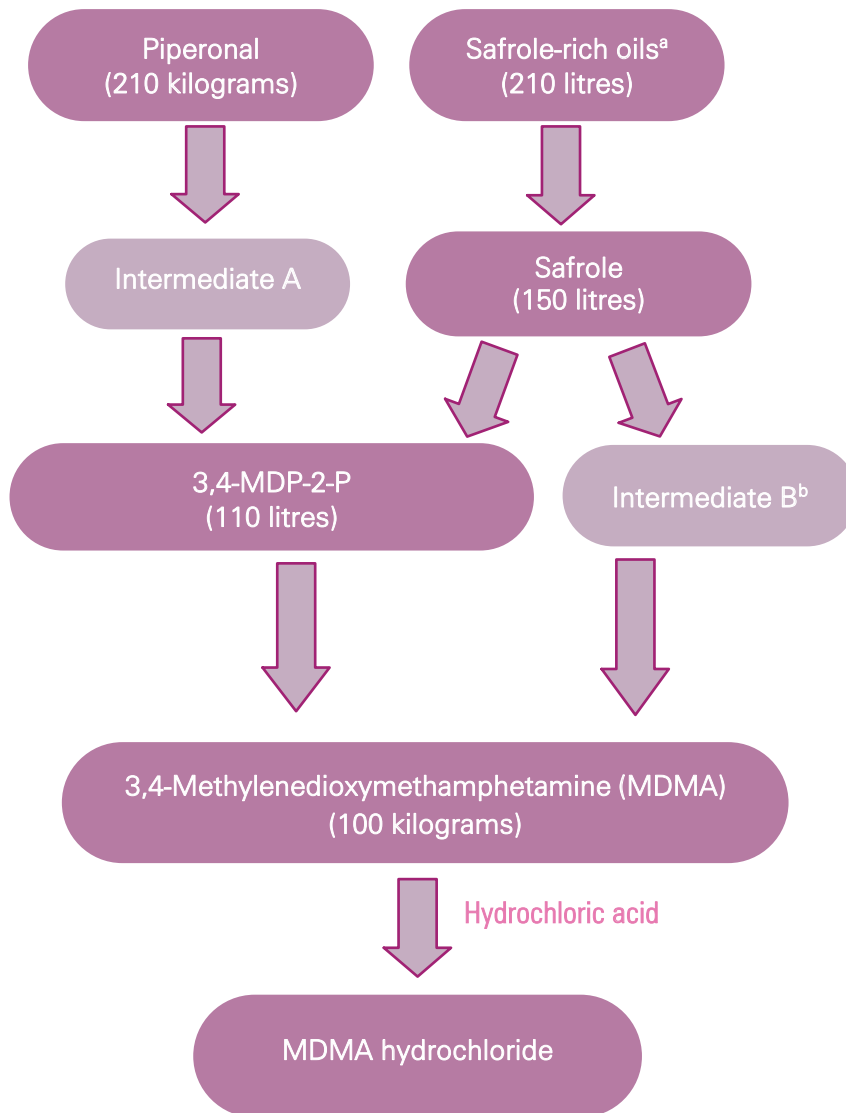 Piperonal
(210 kilograms)
Safrole-rich oilsᵃ
(210 litres)
Intermediate A
Safrole
(150 litres)
3,4-MDP-2-P
(110 litres)
Intermediate Bᵇ
3,4-Methylenedioxymethamphetamine (MDMA)
(100 kilograms)
Hydrochloric acid
MDMA hydrochloride